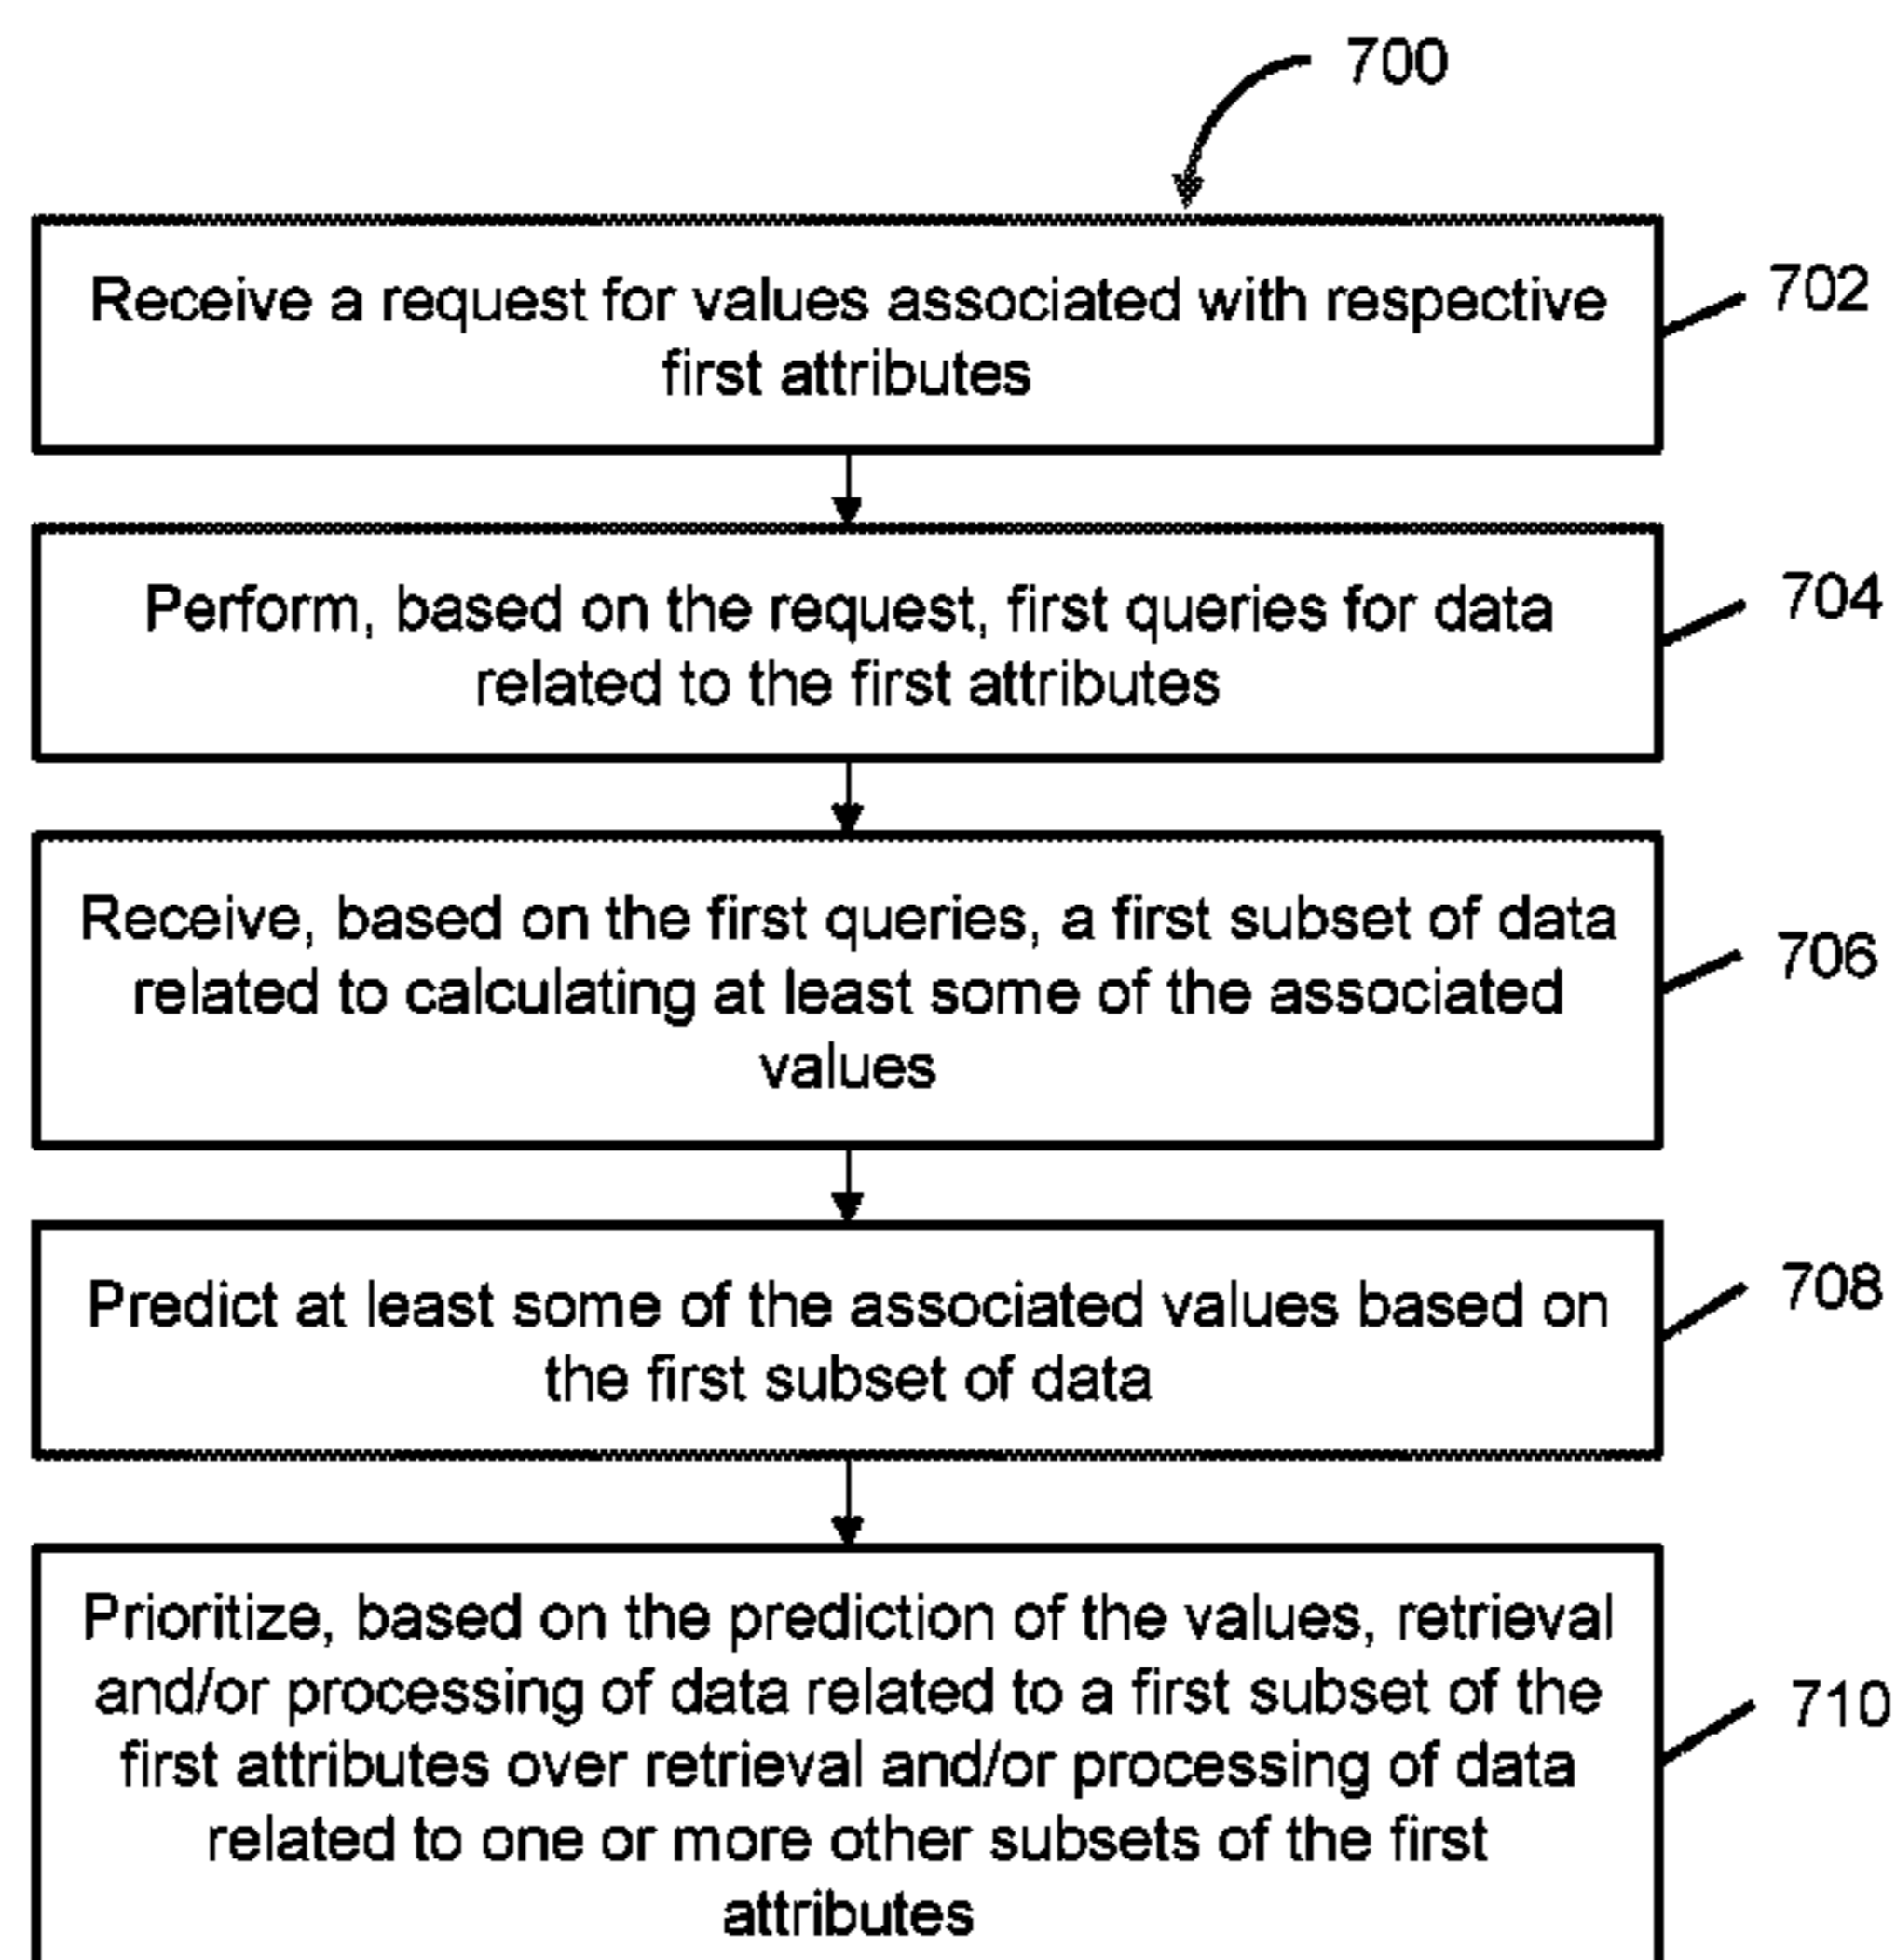 700
Receive a request for values associated with respective
first attributes
702
Perform, based on the request, first queries for data
related to the first attributes
704
Receive, based on the first queries, a first subset of data
related to calculating at least some of the associated
values
706
Predict at least some of the associated values based on
the first subset of data
708
Prioritize, based on the prediction of the values, retrieval
and/or processing of data related to a first subset of the
first attributes over retrieval and/or processing of data
related to one or more other subsets of the first
attributes
710